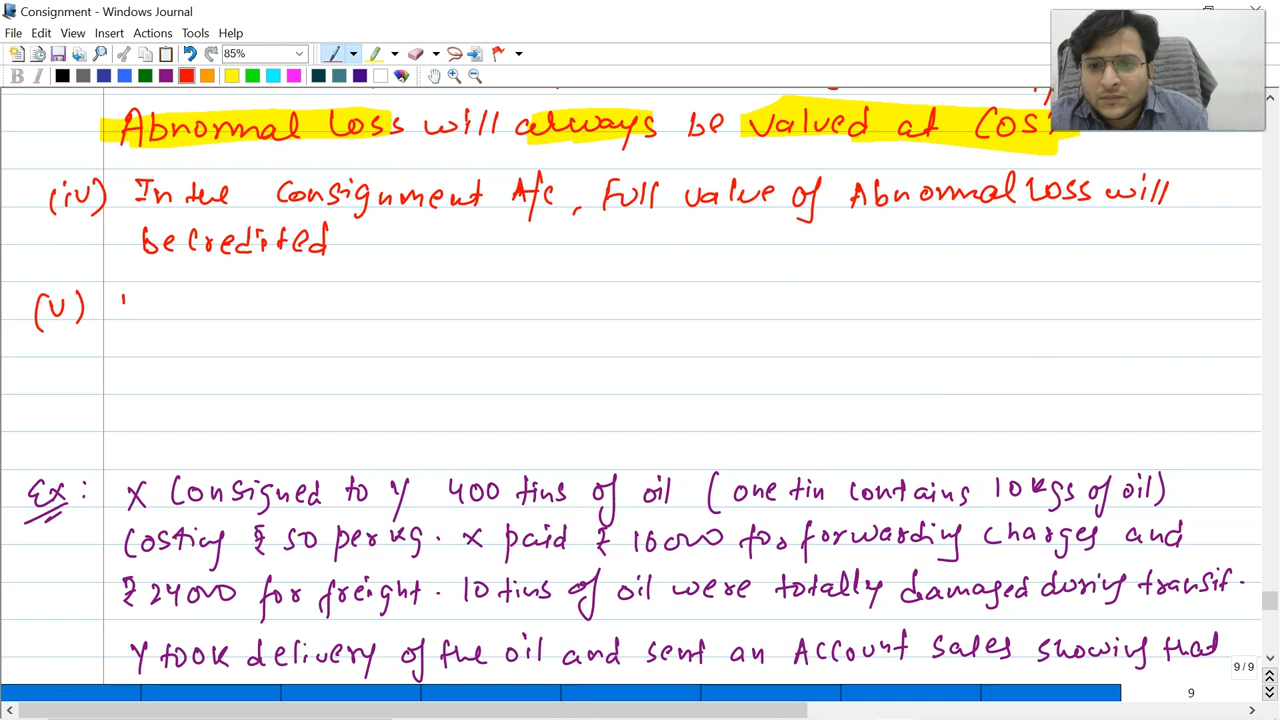 Consignment - Windows Journal
File Edit View Insert Actions Tools Help
85%
B I
Abnormal Loss will always be valued at Cost
(iv) In the Consignment A/c, Full value of Abnormal Loss will
be Credited
(v)
Ex: X Consigned to Y 400 tins of oil (one tin contains 10 kgs of oil)
Costing ₹ 50 per kg. X paid ₹ 16000 for forwarding charges and
₹ 24000 for freight. 10 tins of oil were totally damaged during transit.
Y took delivery of the oil and sent an Account sales showing that
9 / 9
9